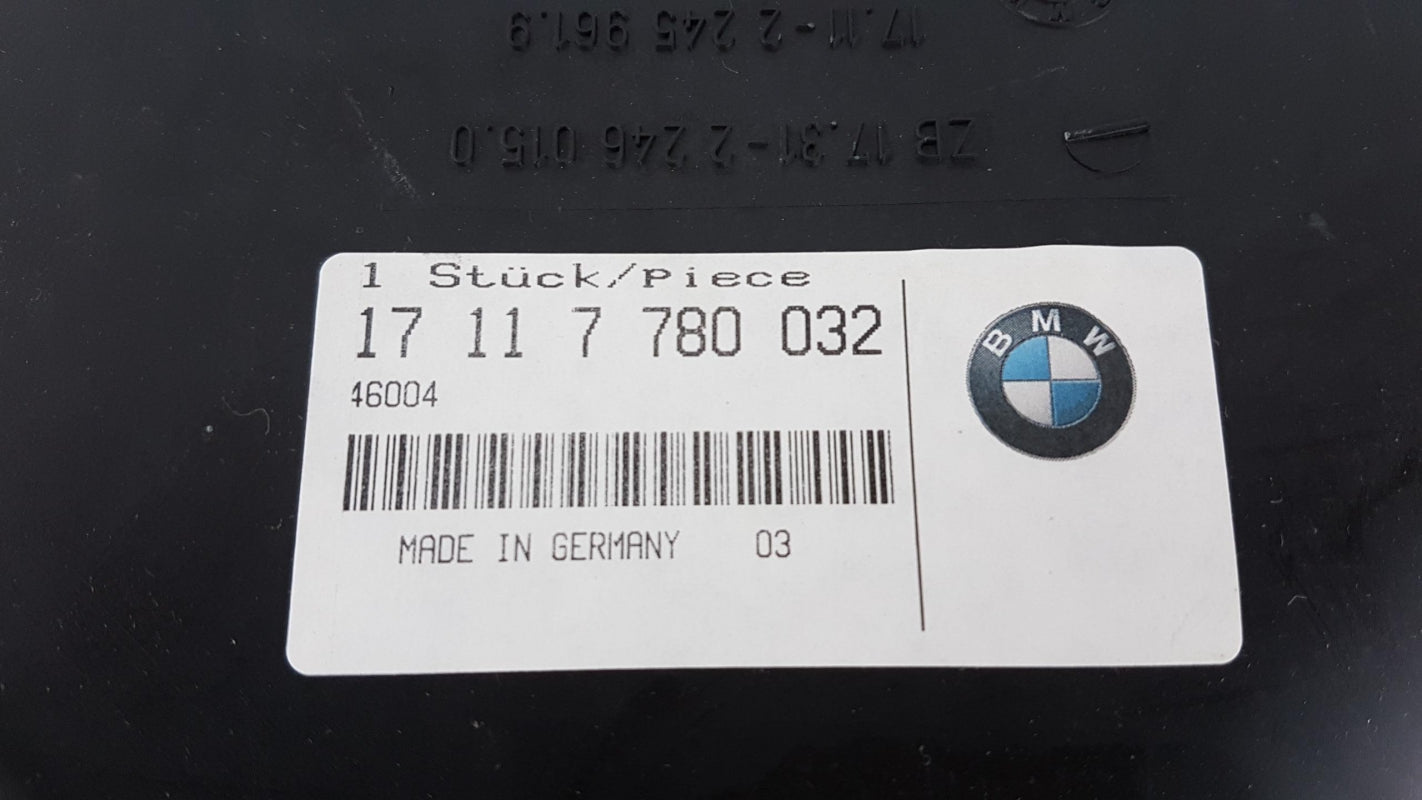 17.11-2 245 961.9
ZB 17.31-2 246 015.0
1 Stück/Piece
17 11 7 780 032
46004
MADE IN GERMANY 03
BMW